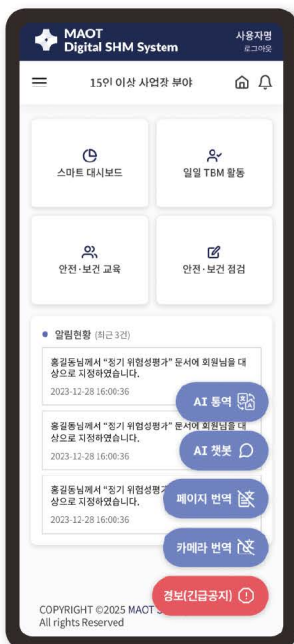 MAOT
Digital SHM System
사용자명
로그아웃
15인 이상 사업장 분야
스마트 대시보드
일일 TBM 활동
안전·보건 교육
안전·보건 점검
알림현황 (최근 3건)
홍길동님께서 “정기 위험성평가” 문서에 회원님을 대
상으로 지정하였습니다.
2023-12-28 16:00:36
AI 통역
홍길동님께서 “정기 위험성평가” 문서에 회원님을 대
상으로 지정하였습니다.
2023-12-28 16:00:36
AI 챗봇
홍길동님께서 “정기 위험성평가
상으로 지정하였습니다.
2023-12-28 16:00:36
페이지 번역
카메라 번역
경보(긴급공지)
COPYRIGHT ©2025 MAOT
All rights Reserved